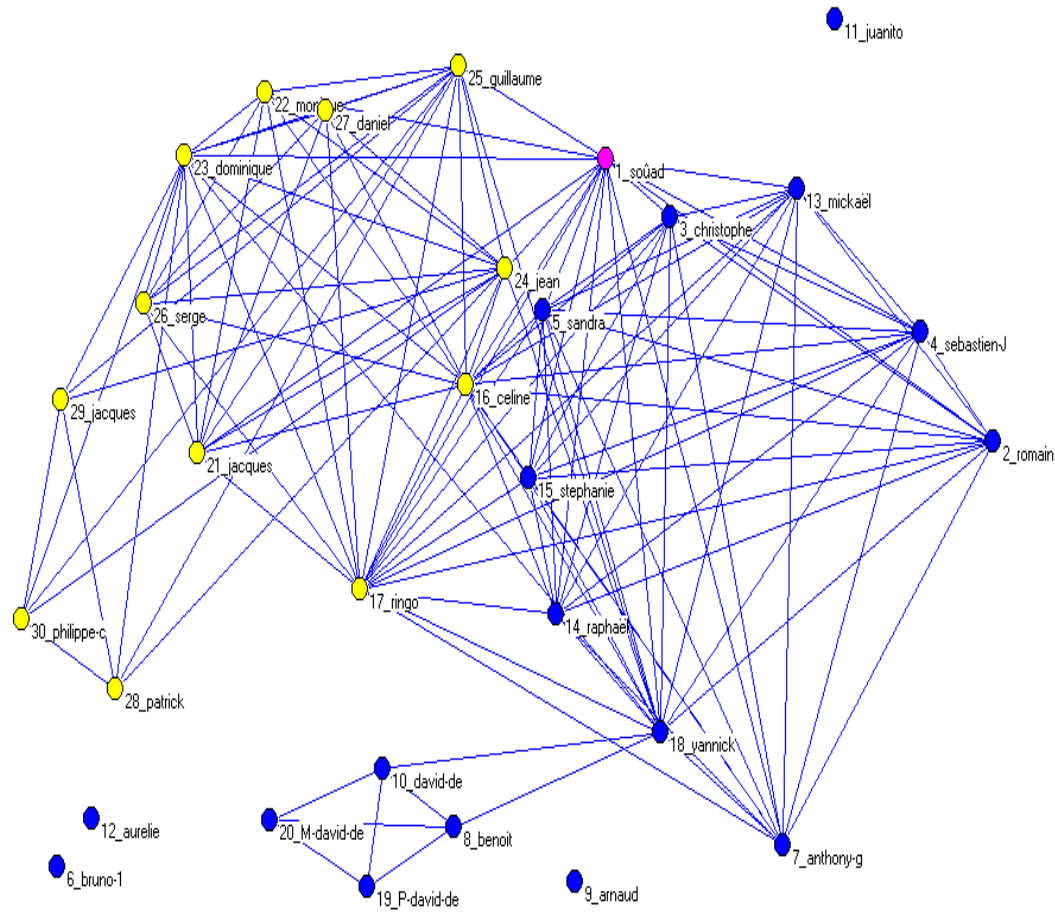 11_juanito
25_guillaume
22_monique
27_daniel
23_dominique
1_soûad
13_mickaël
3_christophe
24_jean
26_serge
5_sandra
4_sebastien-J
16_celine
29_jacques
21_jacques
2_romain
15_stephanie
17_ringo
14_raphaël
30_philippe-c
28_patrick
18_yannick
10_david-de
12_aurelie
20_M-david-de
8_benoit
7_anthony-g
6_bruno-1
19_P-david-de
9_arnaud